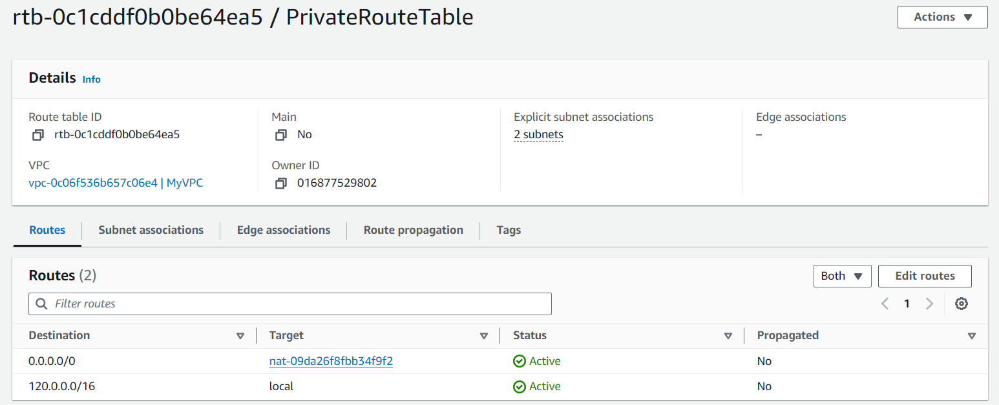 rtb-0c1cddf0b0be64ea5 / PrivateRouteTable
Actions
Details Info
Route table ID
rtb-0c1cddf0b0be64ea5
Main
No
Explicit subnet associations
2 subnets
Edge associations
–
VPC
vpc-0c06f536b657c06e4 | MyVPC
Owner ID
016877529802
Routes Subnet associations Edge associations Route propagation Tags
Routes (2)
Both
Edit routes
Filter routes
1
Destination Target Status Propagated
0.0.0.0/0 nat-09da26f8fbb34f9f2 Active No
120.0.0.0/16 local Active No